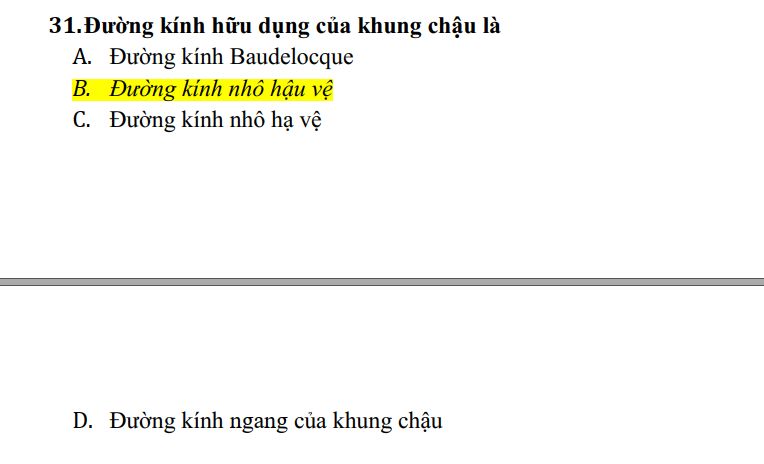 31.Đường kính hữu dụng của khung chậu là
A. Đường kính Baudelocque
B. Đường kính nhô hậu vệ
C. Đường kính nhô hạ vệ
D. Đường kính ngang của khung chậu